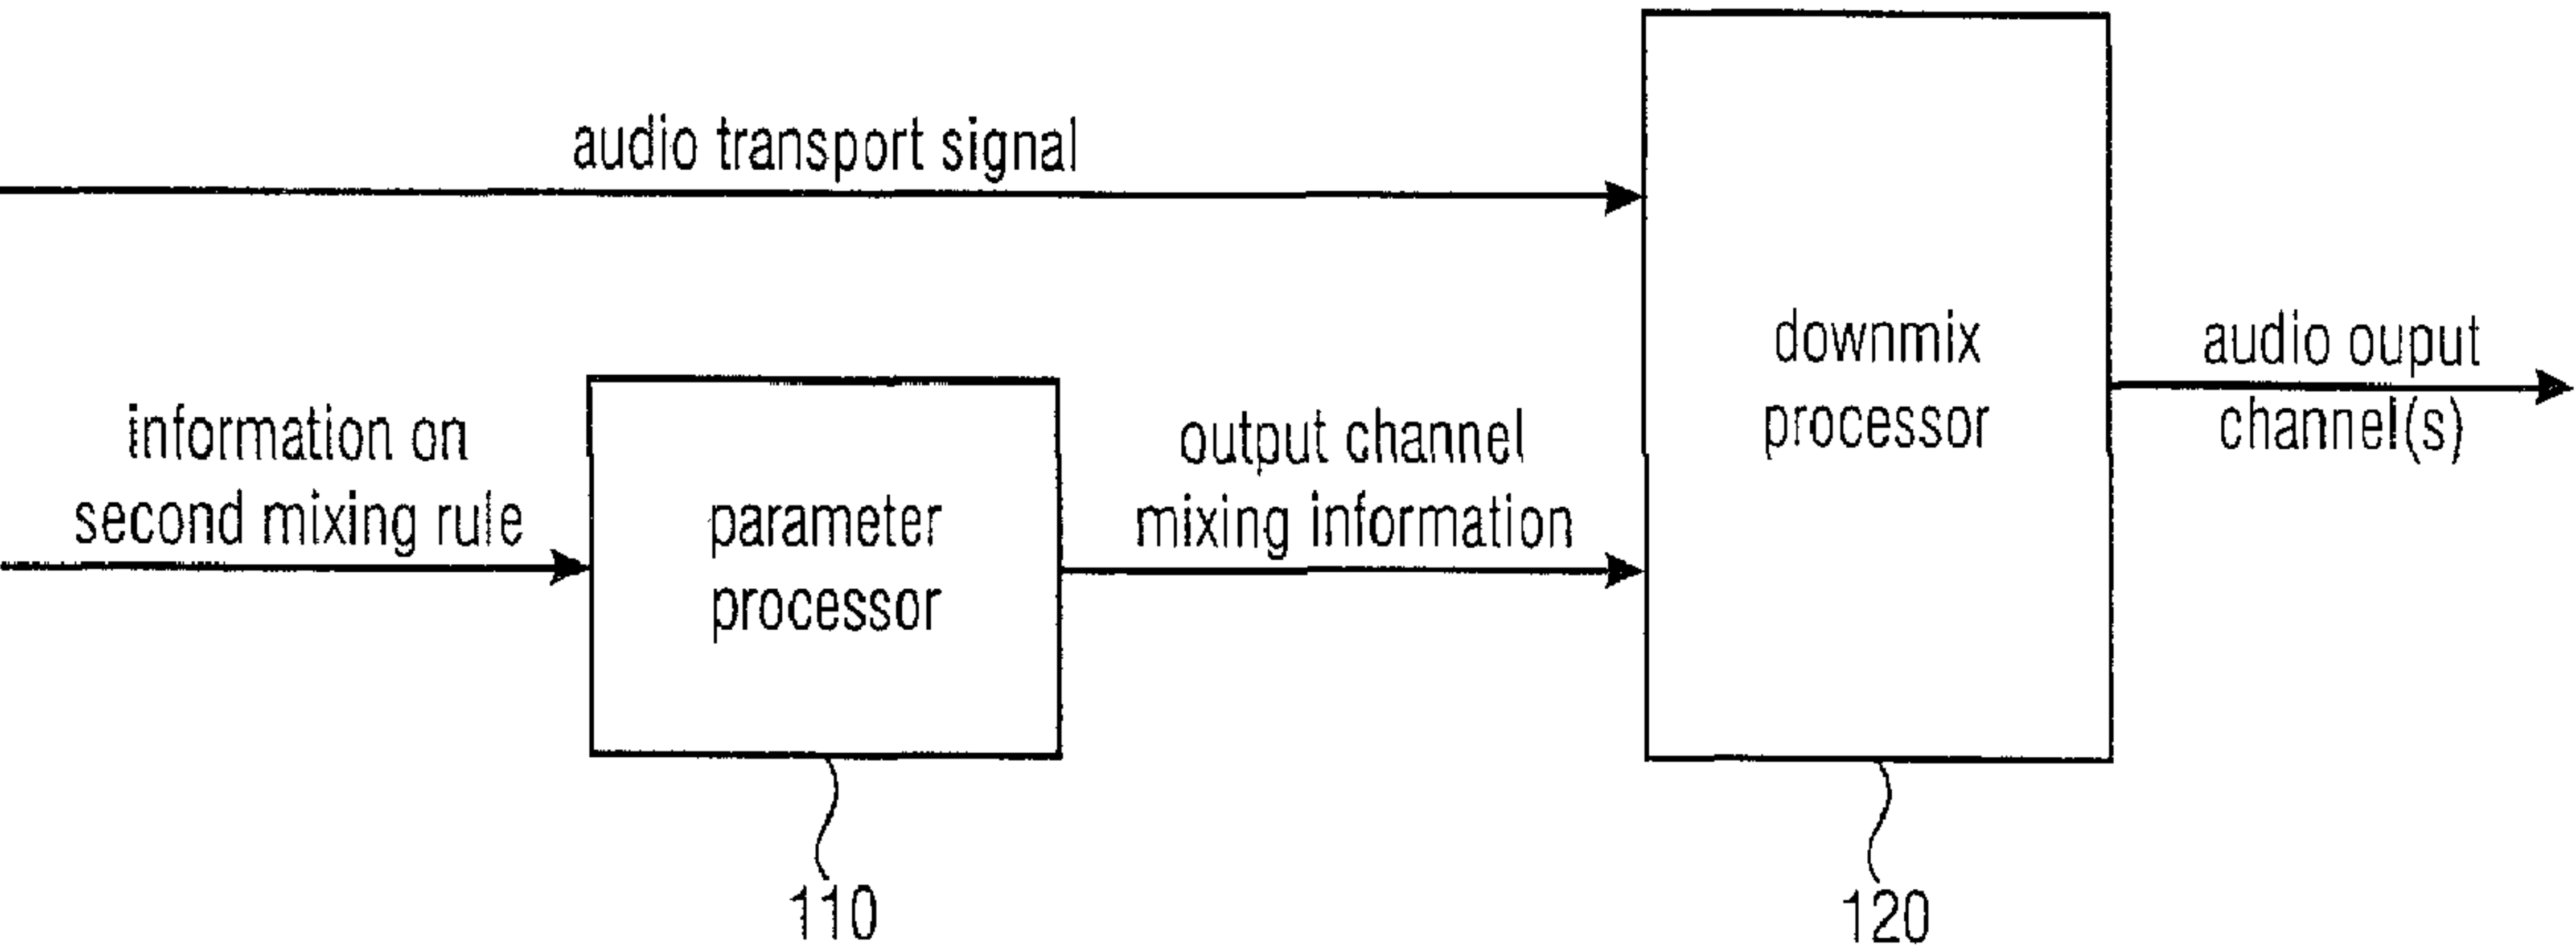 audio transport signal
information on
second mixing rule
parameter
processor
output channel
mixing information
downmix
processor
audio ouput
channel(s)
110
120